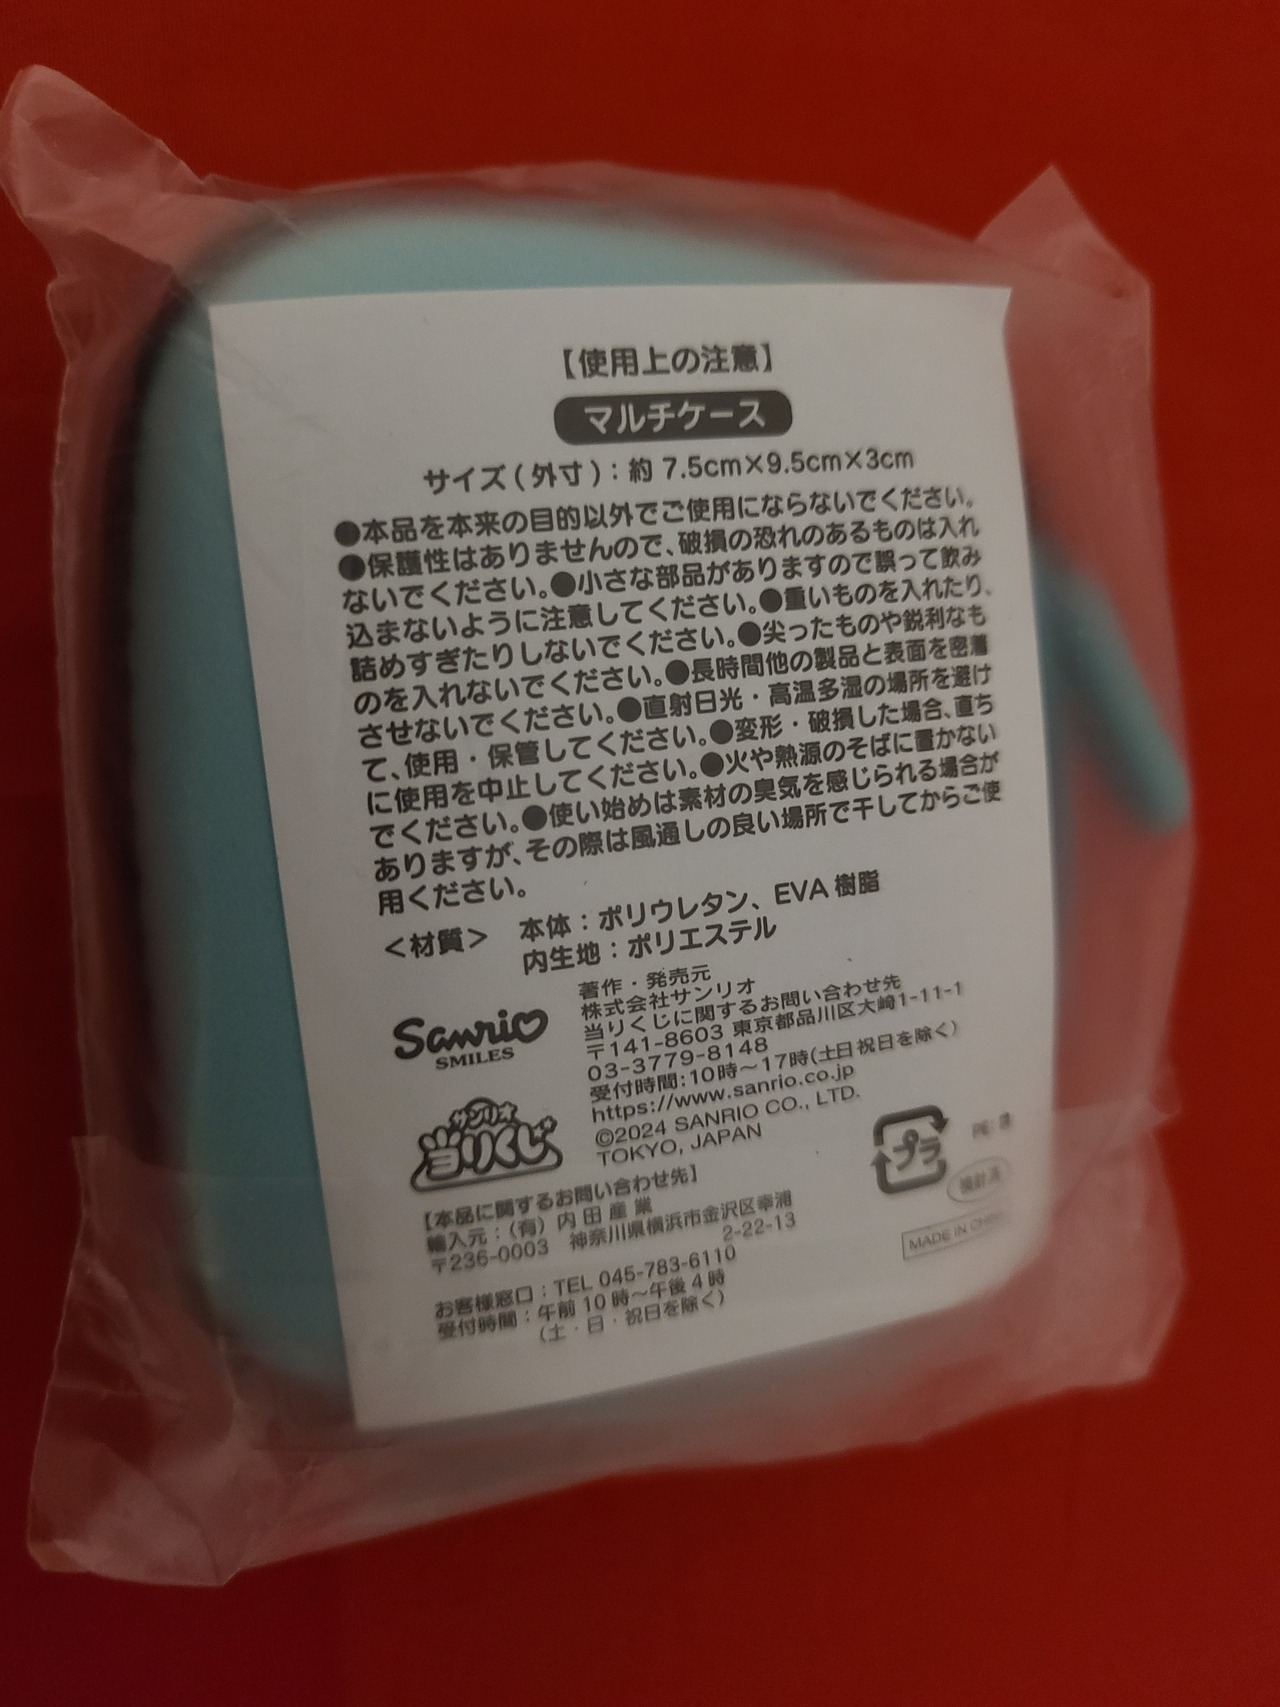 【使用上の注意】
マルチケース
サイズ(外寸)：約 7.5cm×9.5cm×3cm
●本品を本来の目的以外でご使用にならないでください。
●保護性はありませんので、破損の恐れのあるものは入れ
ないでください。●小さな部品がありますので誤って飲み
込まないように注意してください。●重いものを入れたり、
詰めすぎたりしないでください。●尖ったものや鋭利なも
のを入れないでください。●長時間他の製品と表面を密着
させないでください。●直射日光・高温多湿の場所を避け
て、使用・保管してください。●変形・破損した場合、直ち
に使用を中止してください。●火や熱源のそばに置かない
でください。●使い始めは素材の臭気を感じられる場合が
ありますが、その際は風通しの良い場所で干してからご使
用ください。
＜材質＞ 本体：ポリウレタン、EVA 樹脂
内生地：ポリエステル
Sanrio
SMILES
サンリオ
当りくじ
著作・発売元
株式会社サンリオ
当りくじに関するお問い合わせ先
〒141-8603 東京都品川区大崎1-11-1
03-3779-8148
受付時間:10時～17時(土日祝日を除く)
https://www.sanrio.co.jp
©2024 SANRIO CO., LTD.
TOKYO, JAPAN
プラ
PE:袋
検針済
MADE IN CHINA
【本品に関するお問い合わせ先】
輸入元：(有) 内田産業
〒236-0003 神奈川県横浜市金沢区幸浦
2-22-13
お客様窓口：TEL 045-783-6110
受付時間：午前 10 時～午後 4 時
(土・日・祝日を除く)